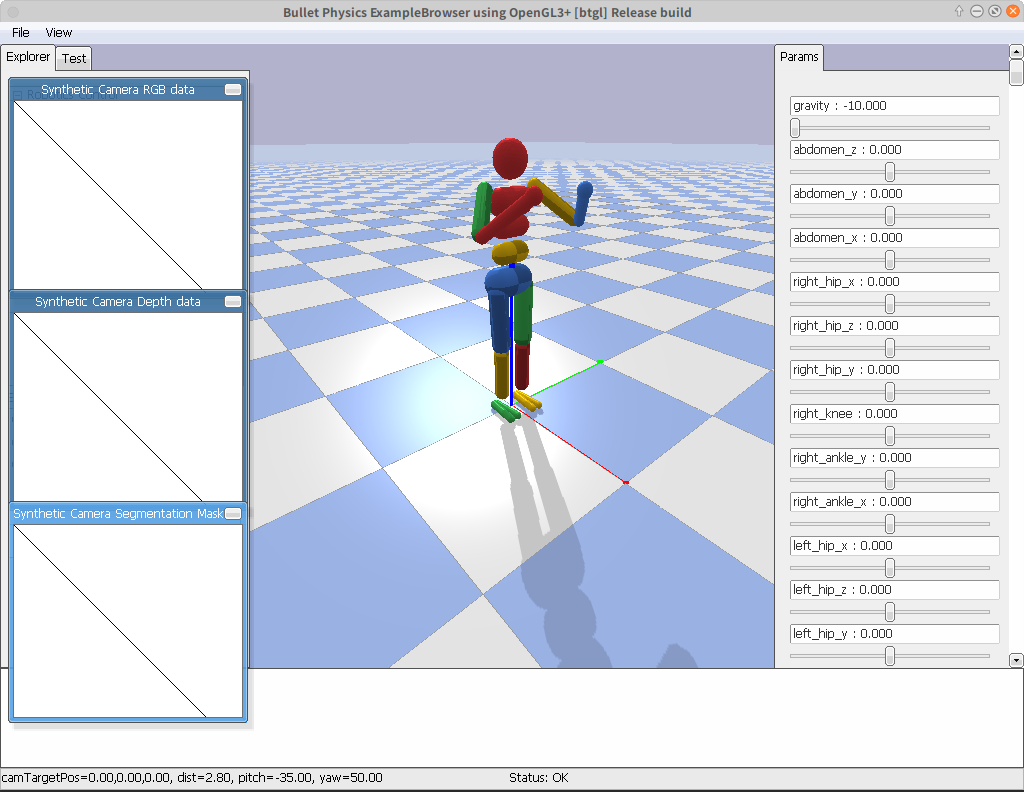 Bullet Physics ExampleBrowser using OpenGL3+ [btgl] Release build
File View
Explorer Test
Params
Synthetic Camera RGB data
Synthetic Camera Depth data
Synthetic Camera Segmentation Mask
gravity : -10.000
abdomen_z : 0.000
abdomen_y : 0.000
abdomen_x : 0.000
right_hip_x : 0.000
right_hip_z : 0.000
right_hip_y : 0.000
right_knee : 0.000
right_ankle_y : 0.000
right_ankle_x : 0.000
left_hip_x : 0.000
left_hip_z : 0.000
left_hip_y : 0.000
camTargetPos=0.00,0.00,0.00, dist=2.80, pitch=-35.00, yaw=50.00
Status: OK